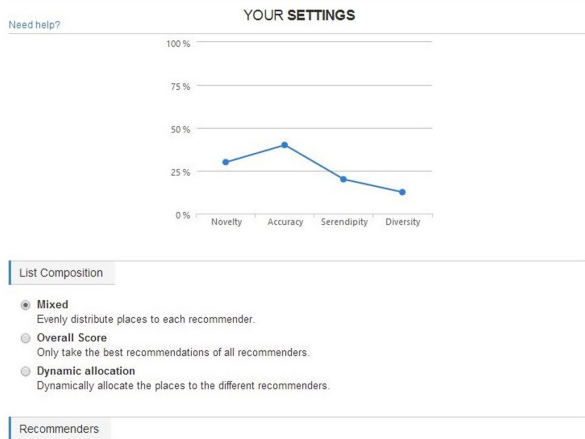 YOUR SETTINGS
Need help?
100 %
75 %
50 %
25 %
0 %
Novelty Accuracy Serendipity Diversity
List Composition
Mixed
Evenly distribute places to each recommender.
Overall Score
Only take the best recommendations of all recommenders.
Dynamic allocation
Dynamically allocate the places to the different recommenders.
Recommenders